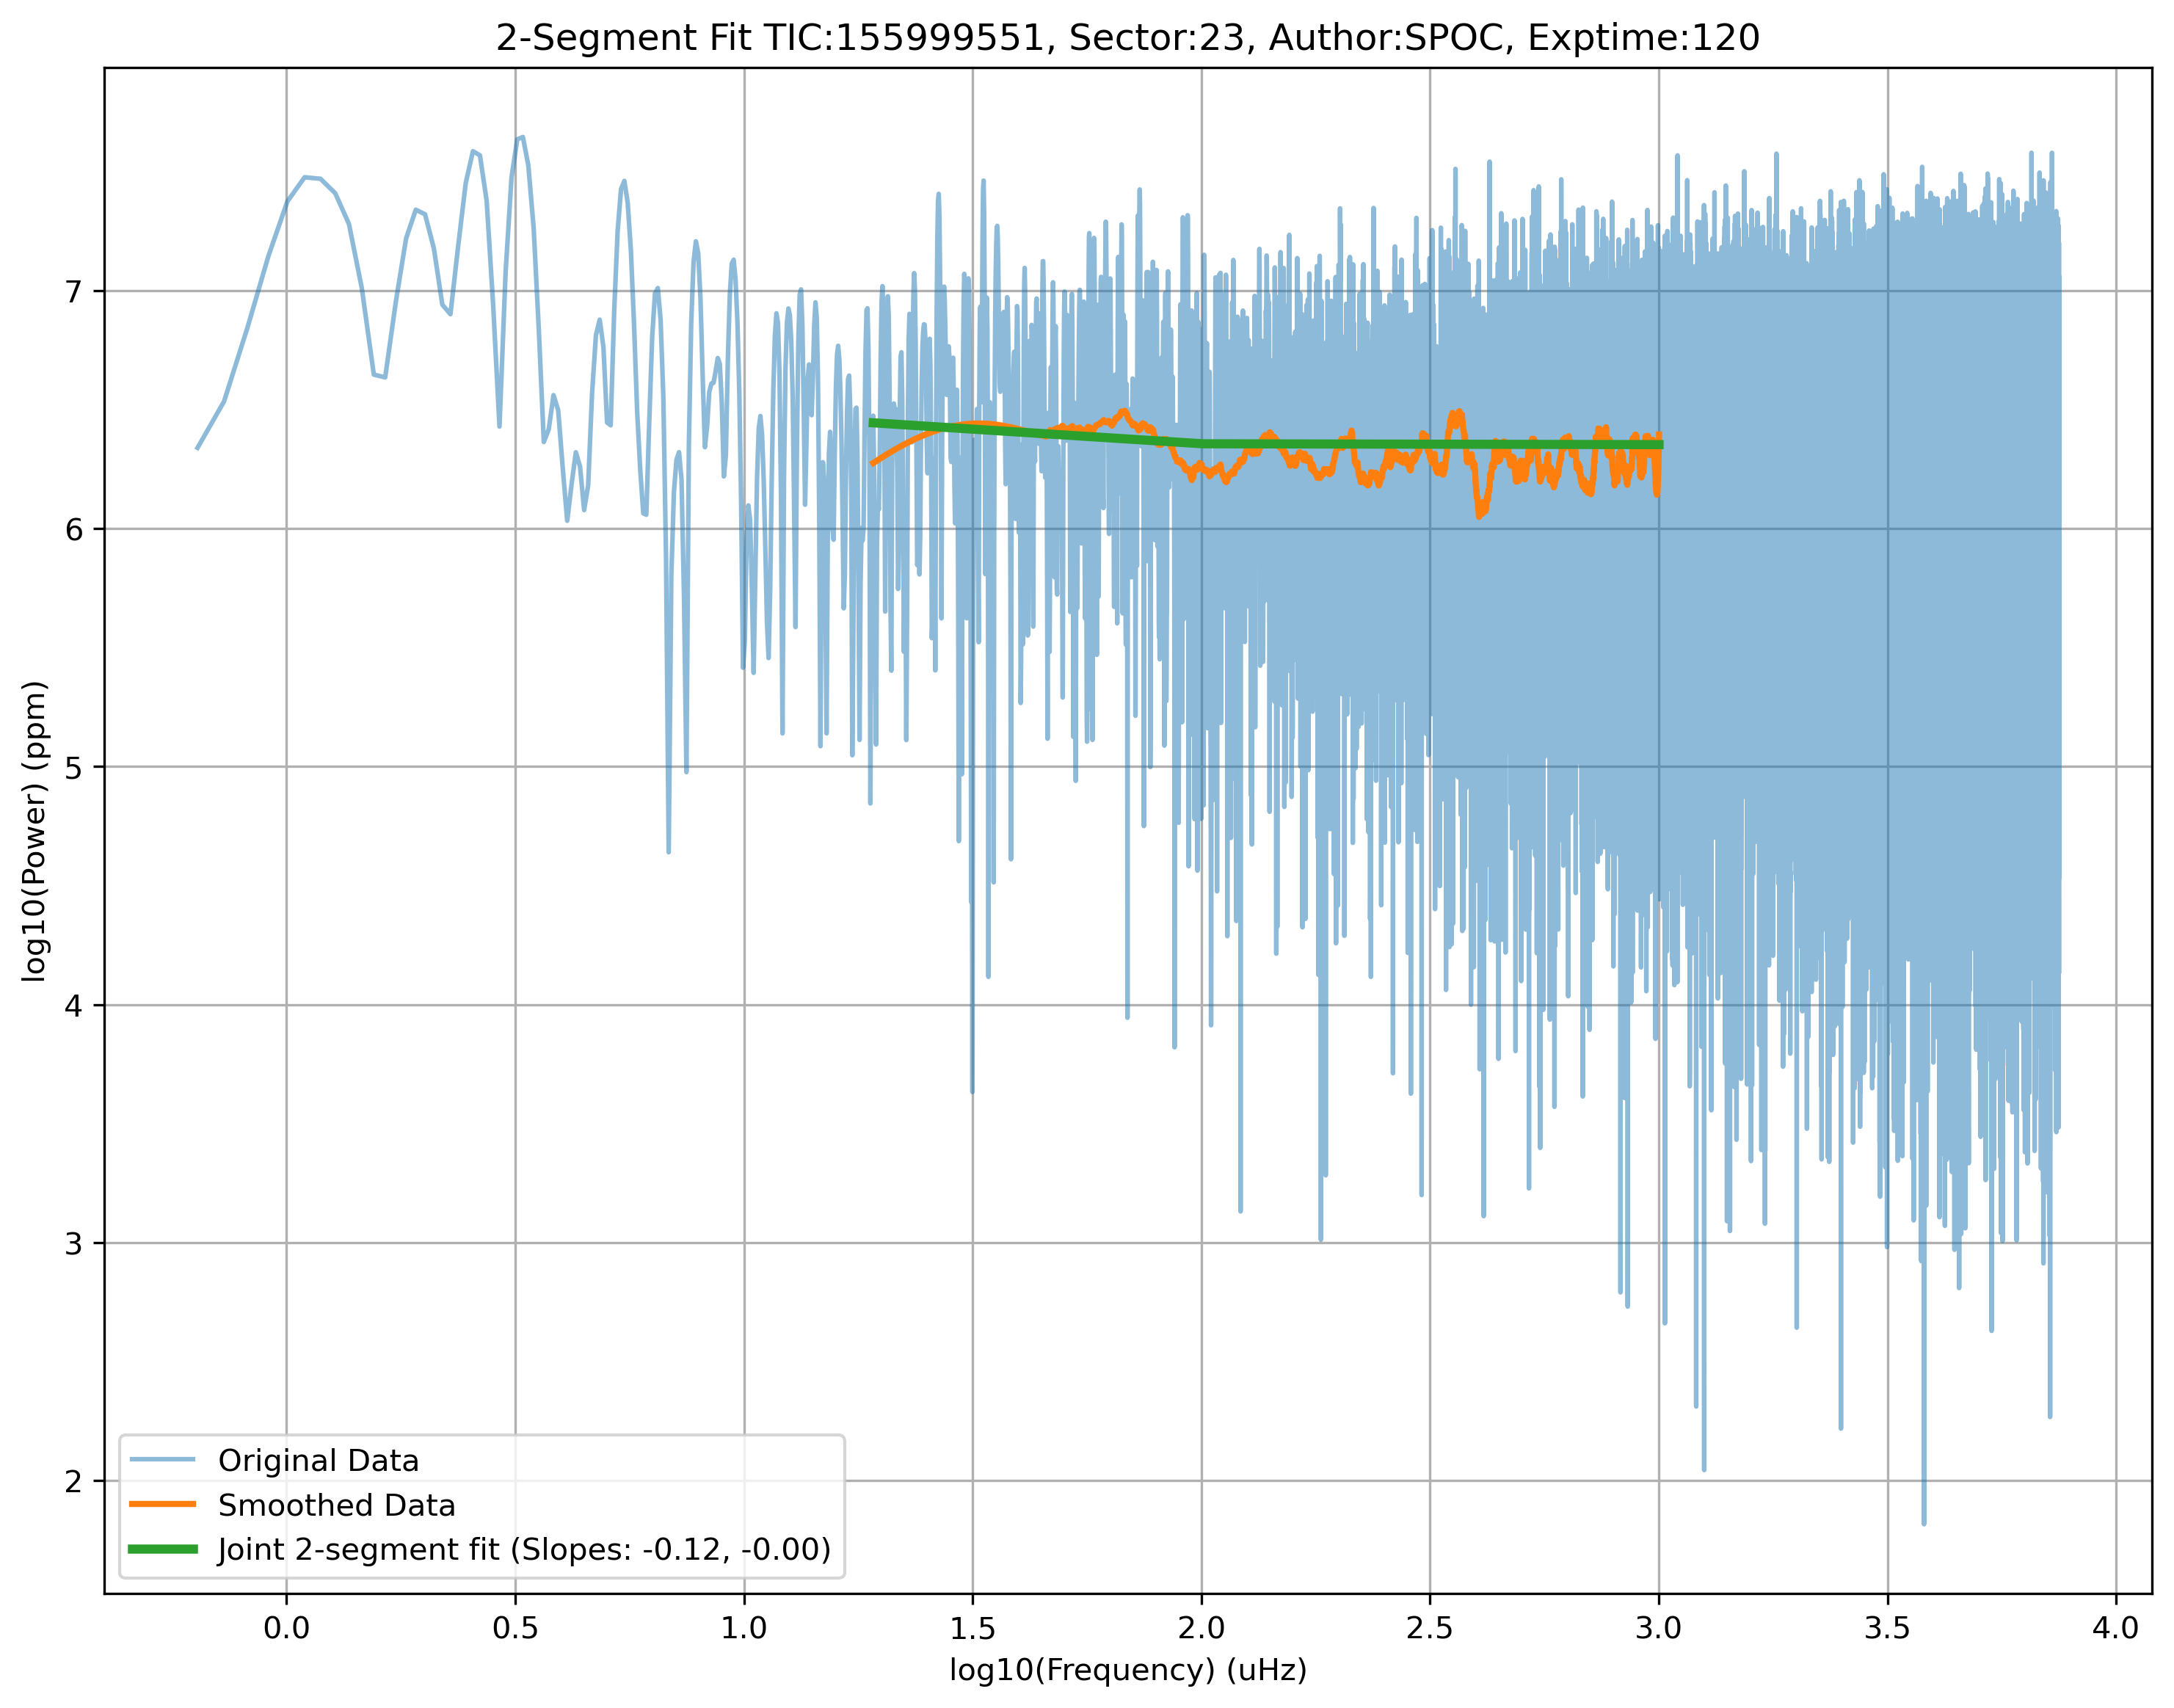 2-Segment Fit TIC:155999551, Sector:23, Author:SPOC, Exptime:120
log10(Power) (ppm)
7
6
5
4
3
2
Original Data
Smoothed Data
Joint 2-segment fit (Slopes: -0.12, -0.00)
0.0 0.5 1.0 1.5 2.0 2.5 3.0 3.5 4.0
log10(Frequency) (uHz)